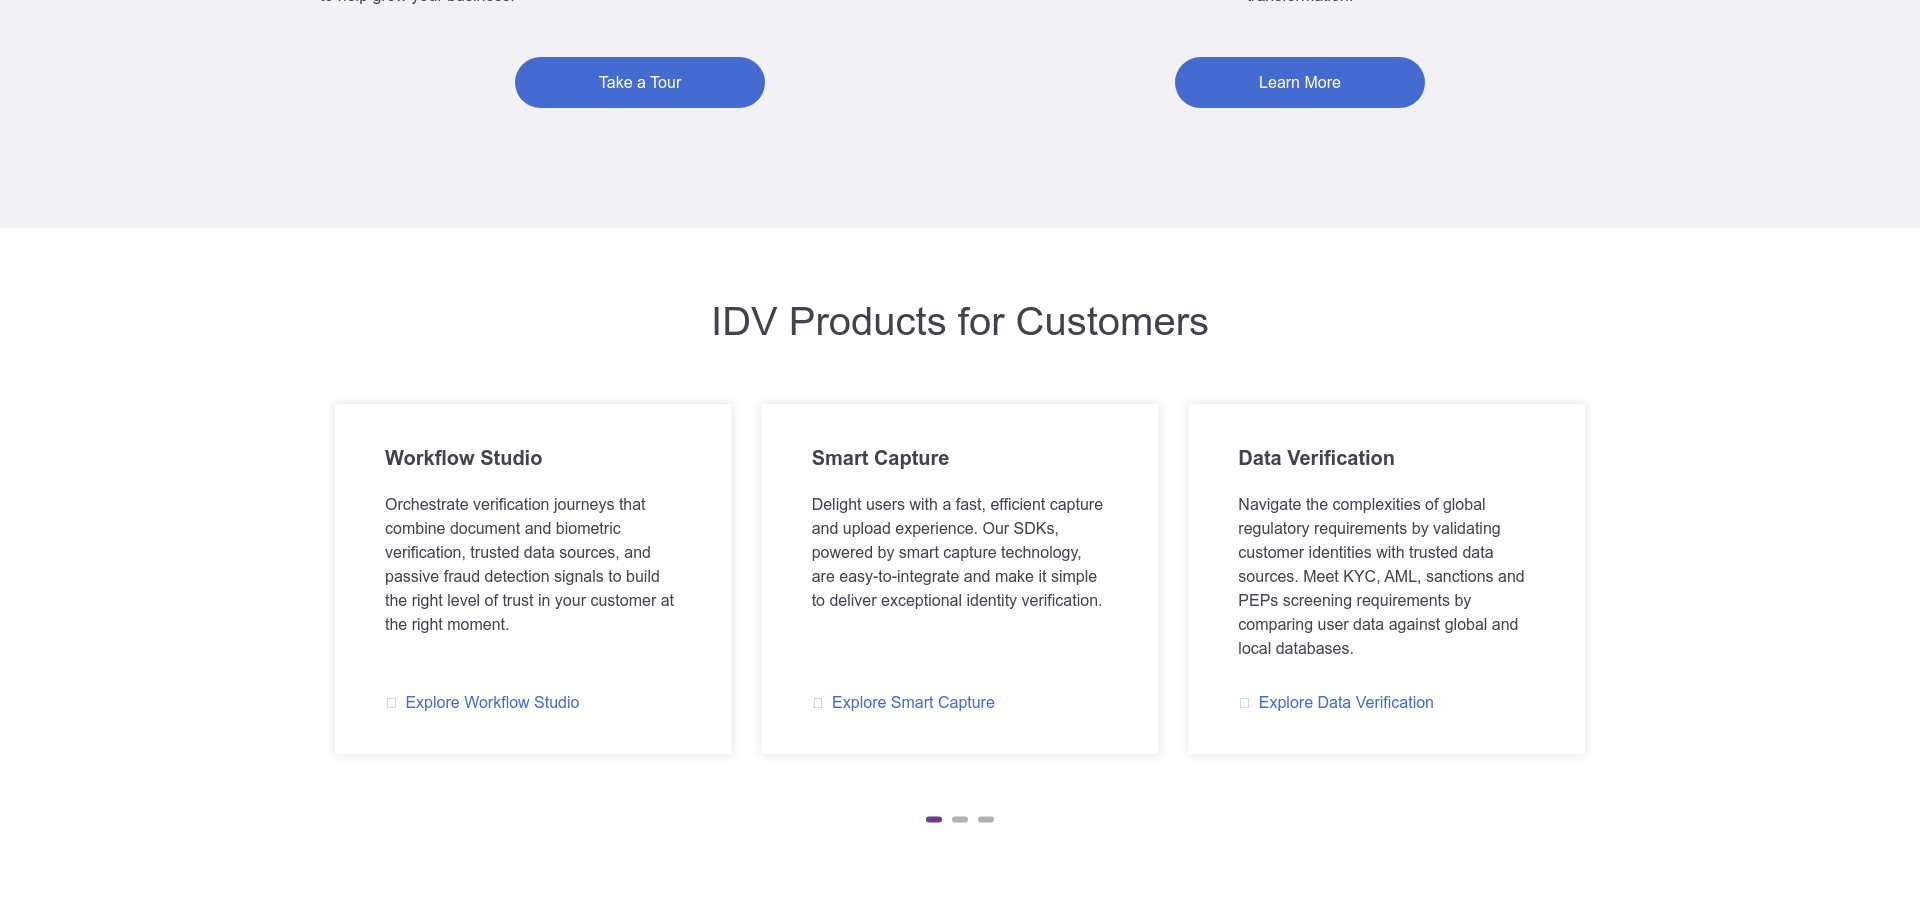 to help grow your business.
transformation.
Take a Tour
Learn More
IDV Products for Customers
Workflow Studio
Orchestrate verification journeys that
combine document and biometric
verification, trusted data sources, and
passive fraud detection signals to build
the right level of trust in your customer at
the right moment.
Explore Workflow Studio
Smart Capture
Delight users with a fast, efficient capture
and upload experience. Our SDKs,
powered by smart capture technology,
are easy-to-integrate and make it simple
to deliver exceptional identity verification.
Explore Smart Capture
Data Verification
Navigate the complexities of global
regulatory requirements by validating
customer identities with trusted data
sources. Meet KYC, AML, sanctions and
PEPs screening requirements by
comparing user data against global and
local databases.
Explore Data Verification